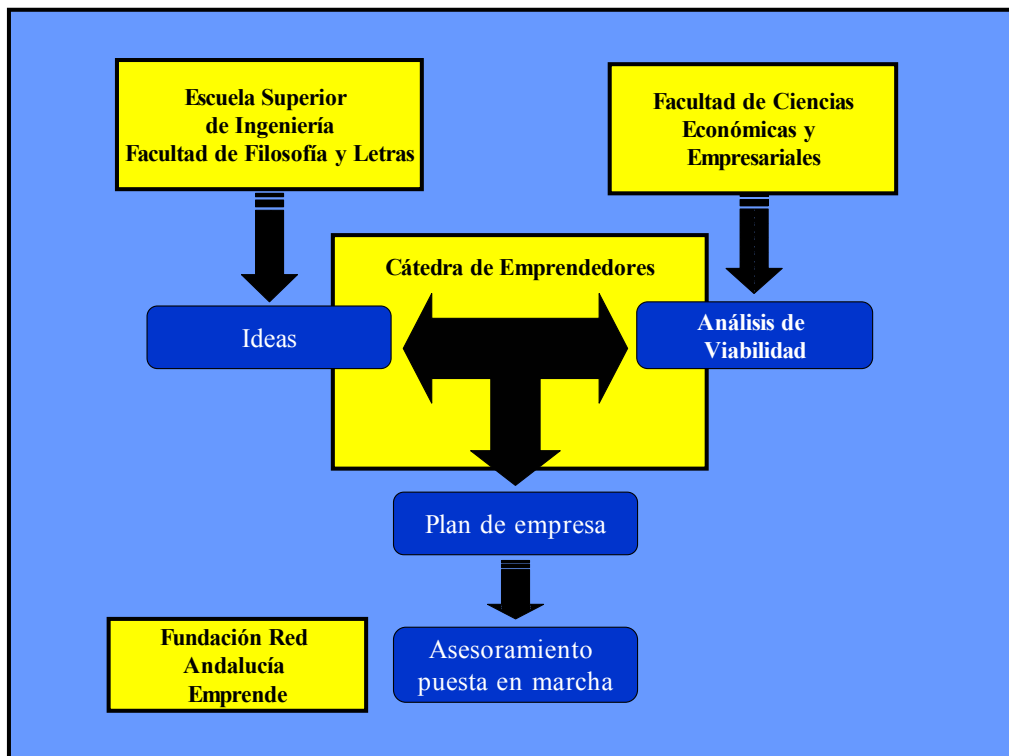 Escuela Superior
de Ingeniería
Facultad de Filosofía y Letras
Facultad de Ciencias
Económicas y
Empresariales
Cátedra de Emprendedores
Ideas
Análisis de
Viabilidad
Plan de empresa
Fundación Red
Andalucía
Emprende
Asesoramiento
puesta en marcha